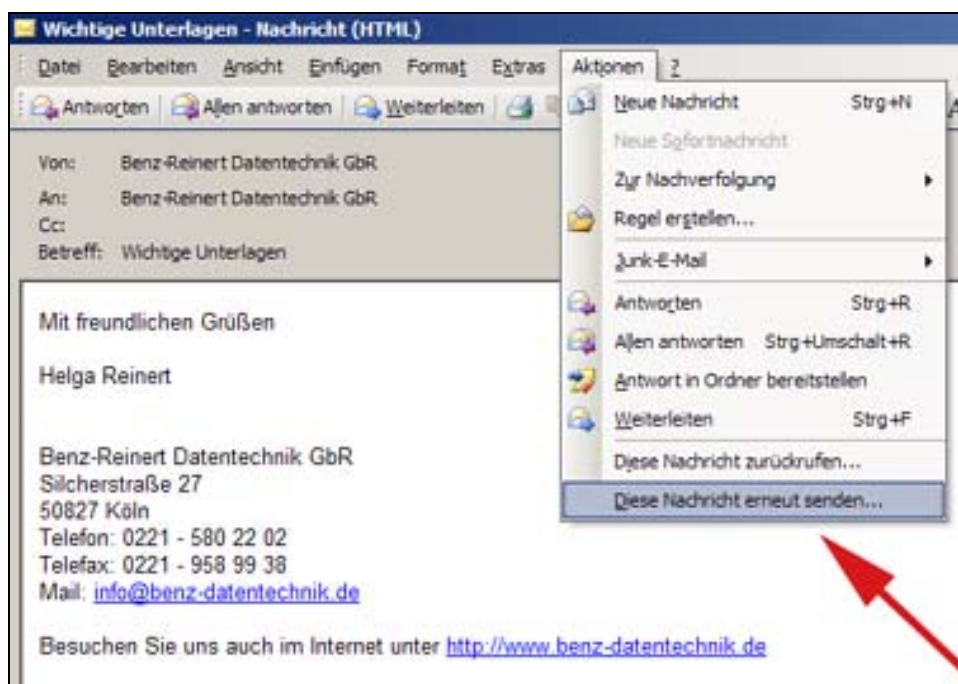 Wichtige Unterlagen - Nachricht (HTML)
Datei Bearbeiten Ansicht Einfügen Format Extras Aktionen ?
Antworten Allen antworten Weiterleiten
Von: Benz-Reinert Datentechnik GbR
An: Benz-Reinert Datentechnik GbR
Cc:
Betreff: Wichtige Unterlagen
Neue Nachricht Strg+N
Neue Sofortnachricht
Zur Nachverfolgung
Regel erstellen...
Junk-E-Mail
Antworten Strg+R
Allen antworten Strg+Umschalt+R
Antwort in Ordner bereitstellen
Weiterleiten Strg+F
Diese Nachricht zurückrufen...
Diese Nachricht erneut senden...
Mit freundlichen Grüßen
Helga Reinert
Benz-Reinert Datentechnik GbR
Silcherstraße 27
50827 Köln
Telefon: 0221 - 580 22 02
Telefax: 0221 - 958 99 38
Mail: info@benz-datentechnik.de
Besuchen Sie uns auch im Internet unter http://www.benz-datentechnik.de